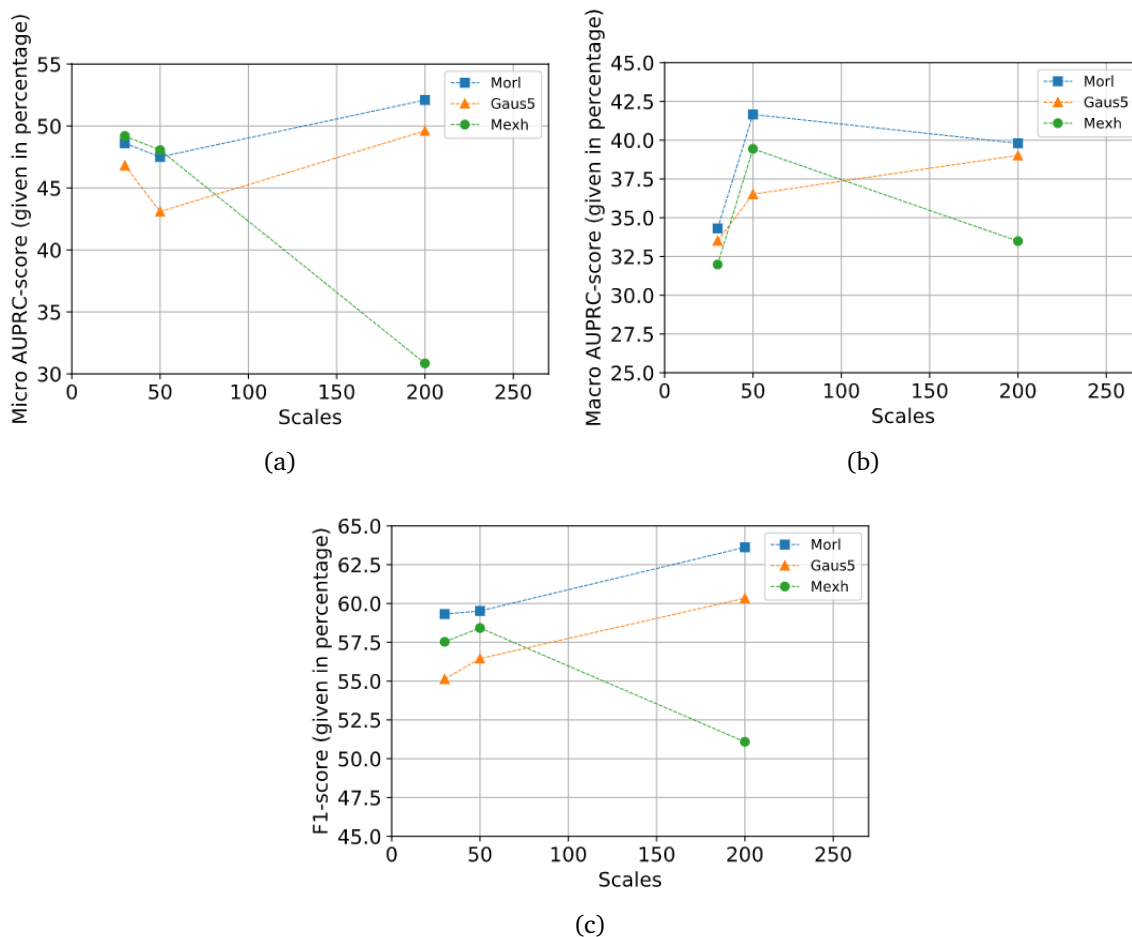 Micro AUPRC-score (given in percentage)
55
50
45
40
35
30
0 50 100 150 200 250
Scales
Morl
Gaus5
Mexh
(a)
Macro AUPRC-score (given in percentage)
45.0
42.5
40.0
37.5
35.0
32.5
30.0
27.5
25.0
0 50 100 150 200 250
Scales
Morl
Gaus5
Mexh
(b)
F1-score (given in percentage)
65.0
62.5
60.0
57.5
55.0
52.5
50.0
47.5
45.0
0 50 100 150 200 250
Scales
Morl
Gaus5
Mexh
(c)